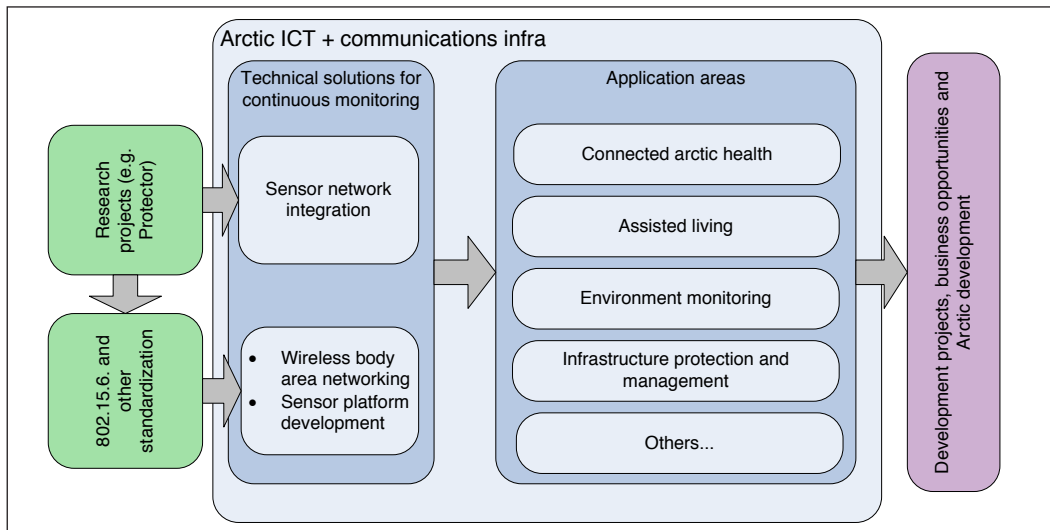 Arctic ICT + communications infra
Research
projects (e.g.
Protector)
802.15.6. and
other
standardization
Technical solutions for
continuous monitoring
Sensor network
integration
• Wireless body
area networking
• Sensor platform
development
Application areas
Connected arctic health
Assisted living
Environment monitoring
Infrastructure protection and
management
Others...
Development projects, business opportunities and
Arctic development